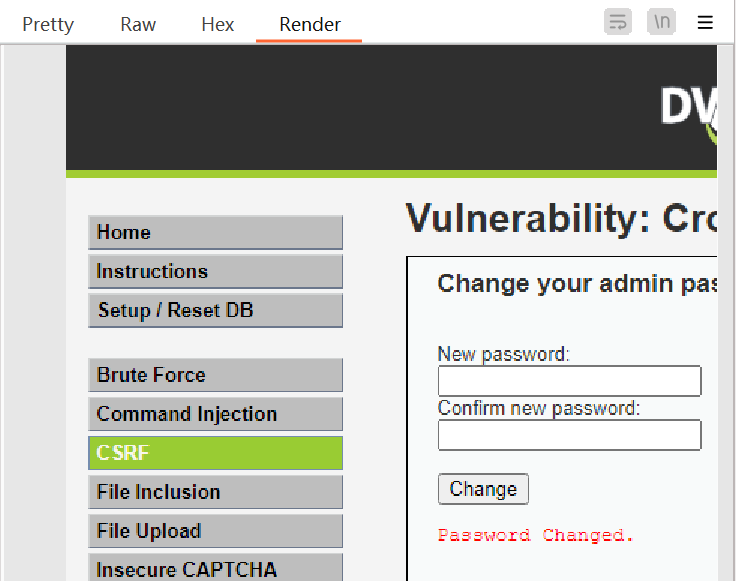 Pretty Raw Hex Render \n
DV
Home
Instructions
Setup / Reset DB
Brute Force
Command Injection
CSRF
File Inclusion
File Upload
Insecure CAPTCHA
Vulnerability: Cro
Change your admin pas
New password:
Confirm new password:
Change
Password Changed.